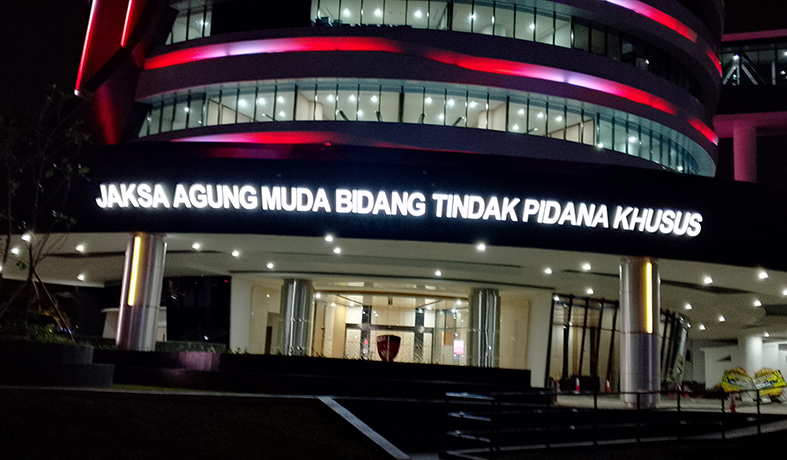 JAKSA AGUNG MUDA BIDANG TINDAK PIDANA KHUSUS